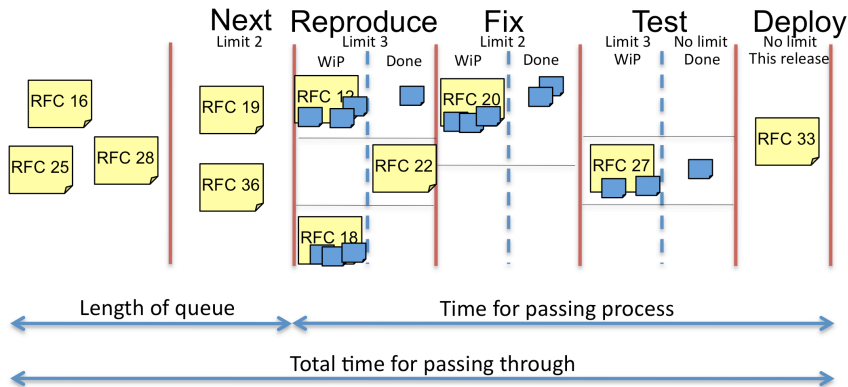 Next
Reproduce
Fix
Test
Deploy
Limit 2
Limit 3
Limit 2
Limit 3
No limit
No limit
WiP
Done
WiP
Done
WiP
Done
This release
RFC 16
RFC 19
RFC 12
RFC 20
RFC 33
RFC 25
RFC 28
RFC 22
RFC 27
RFC 36
RFC 18
Length of queue
Time for passing process
Total time for passing through